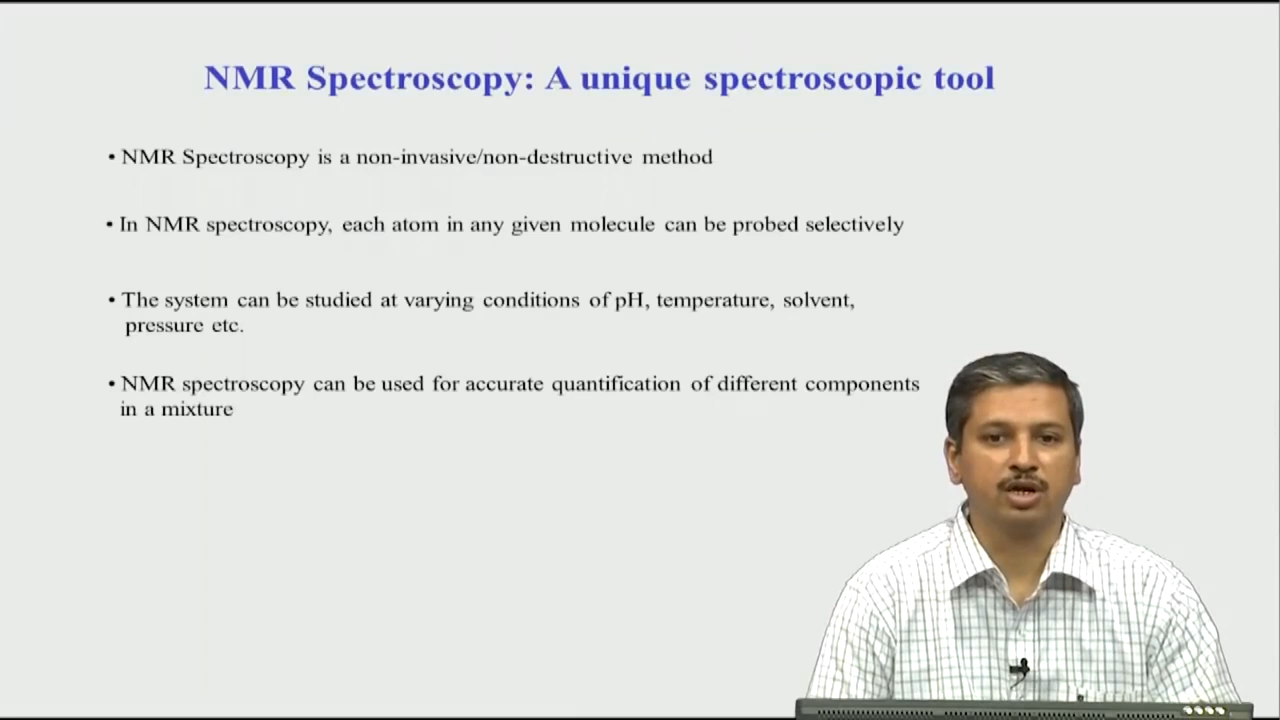 NMR Spectroscopy: A unique spectroscopic tool
• NMR Spectroscopy is a non-invasive/non-destructive method
• In NMR spectroscopy, each atom in any given molecule can be probed selectively
• The system can be studied at varying conditions of pH, temperature, solvent,
pressure etc.
• NMR spectroscopy can be used for accurate quantification of different components
in a mixture